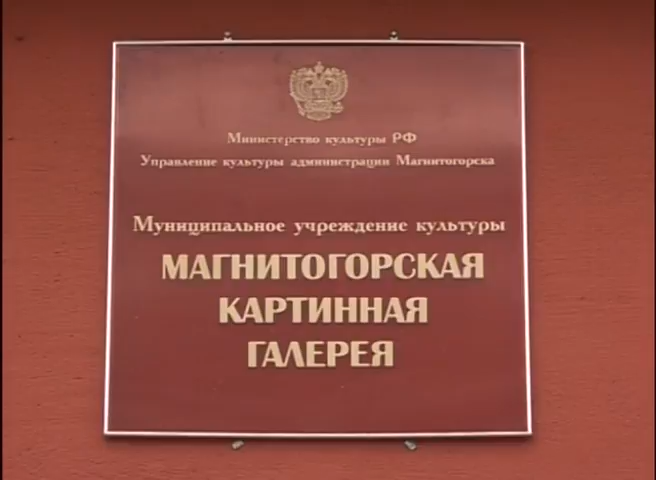 Министерство культуры РФ
Управление культуры администрации Магнитогорска
Муниципальное учреждение культуры
МАГНИТОГОРСКАЯ
КАРТИННАЯ
ГАЛЕРЕЯ